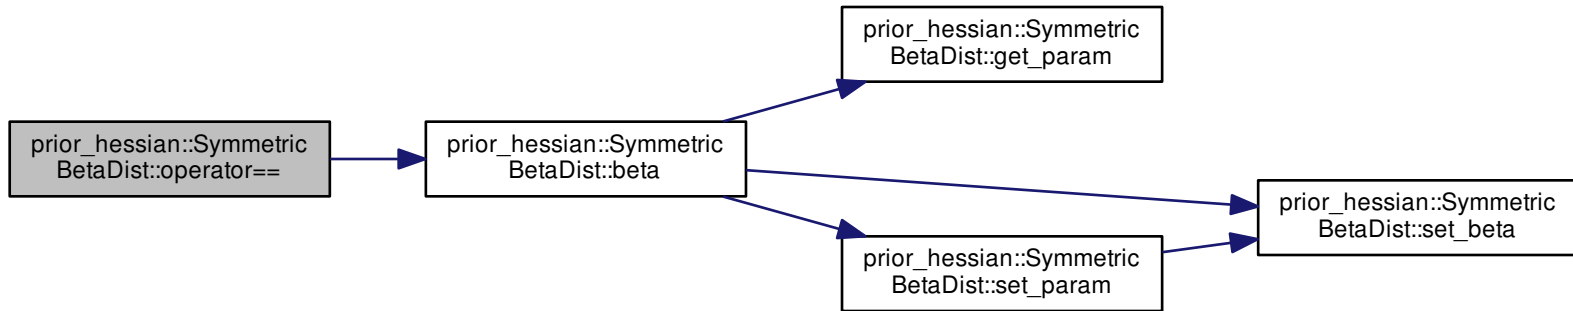 prior_hessian::Symmetric
BetaDist::operator==
prior_hessian::Symmetric
BetaDist::beta
prior_hessian::Symmetric
BetaDist::get_param
prior_hessian::Symmetric
BetaDist::set_param
prior_hessian::Symmetric
BetaDist::set_beta